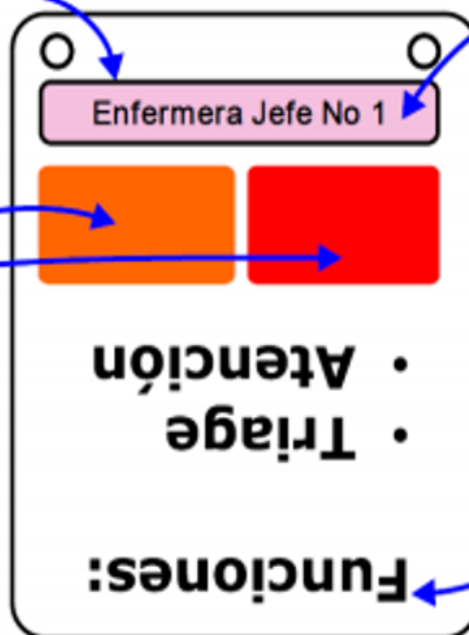 Enfermera Jefe No 1
Funciones:
• Triage
• Atención